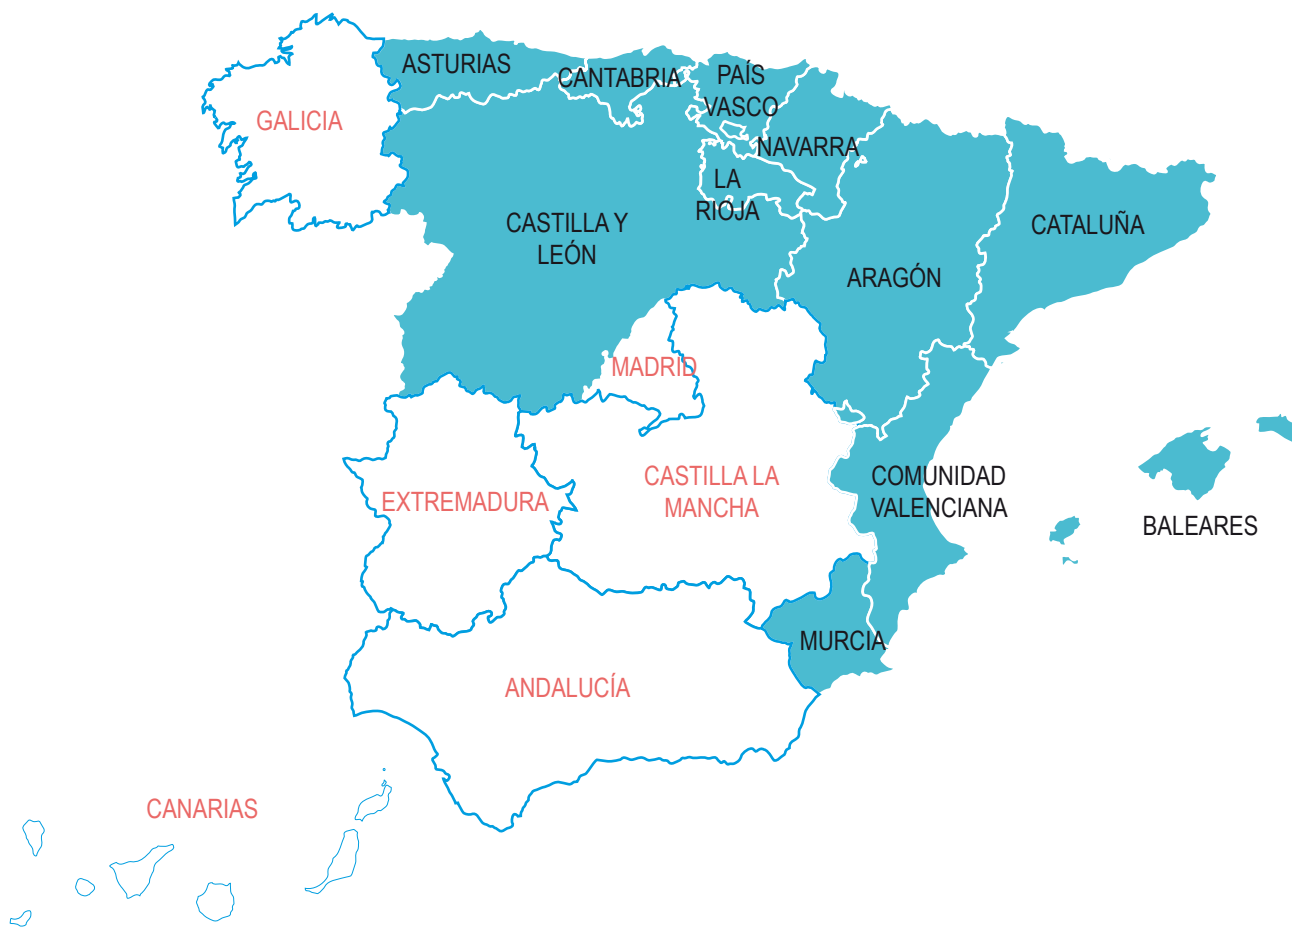 ASTURIAS
CANTABRIA
PAÍS
VASCO
GALICIA
NAVARRA
LA
RIOJA
CASTILLA Y
LEÓN
CATALUÑA
ARAGÓN
MADRID
EXTREMADURA
CASTILLA LA
MANCHA
COMUNIDAD
VALENCIANA
BALEARES
MURCIA
ANDALUCÍA
CANARIAS